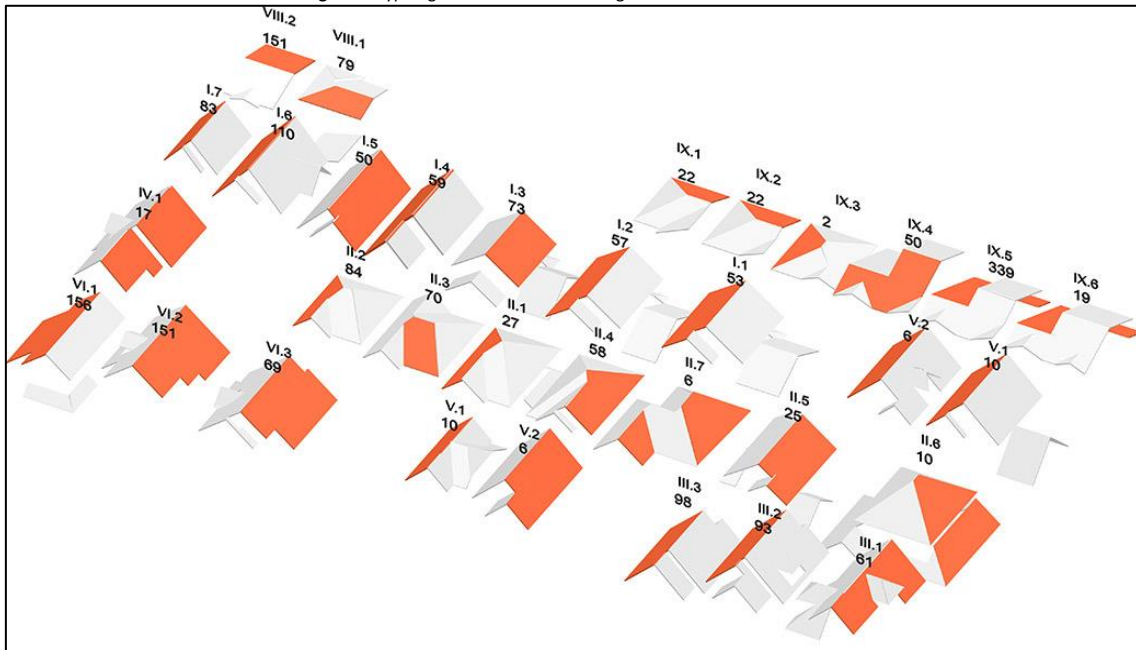 VIII.2
151
VIII.1
79
I.7
83
I.6
110
I.5
50
I.4
59
I.3
73
I.2
57
I.1
53
IX.1
22
IX.2
22
IX.3
2
IX.4
50
IX.5
339
IX.6
19
IV.1
17
II.2
84
II.3
70
II.1
27
II.4
58
II.7
6
II.5
25
II.6
10
V.2
6
V.1
10
VI.1
156
VI.2
151
VI.3
69
V.1
10
V.2
6
III.3
98
III.2
93
III.1
61